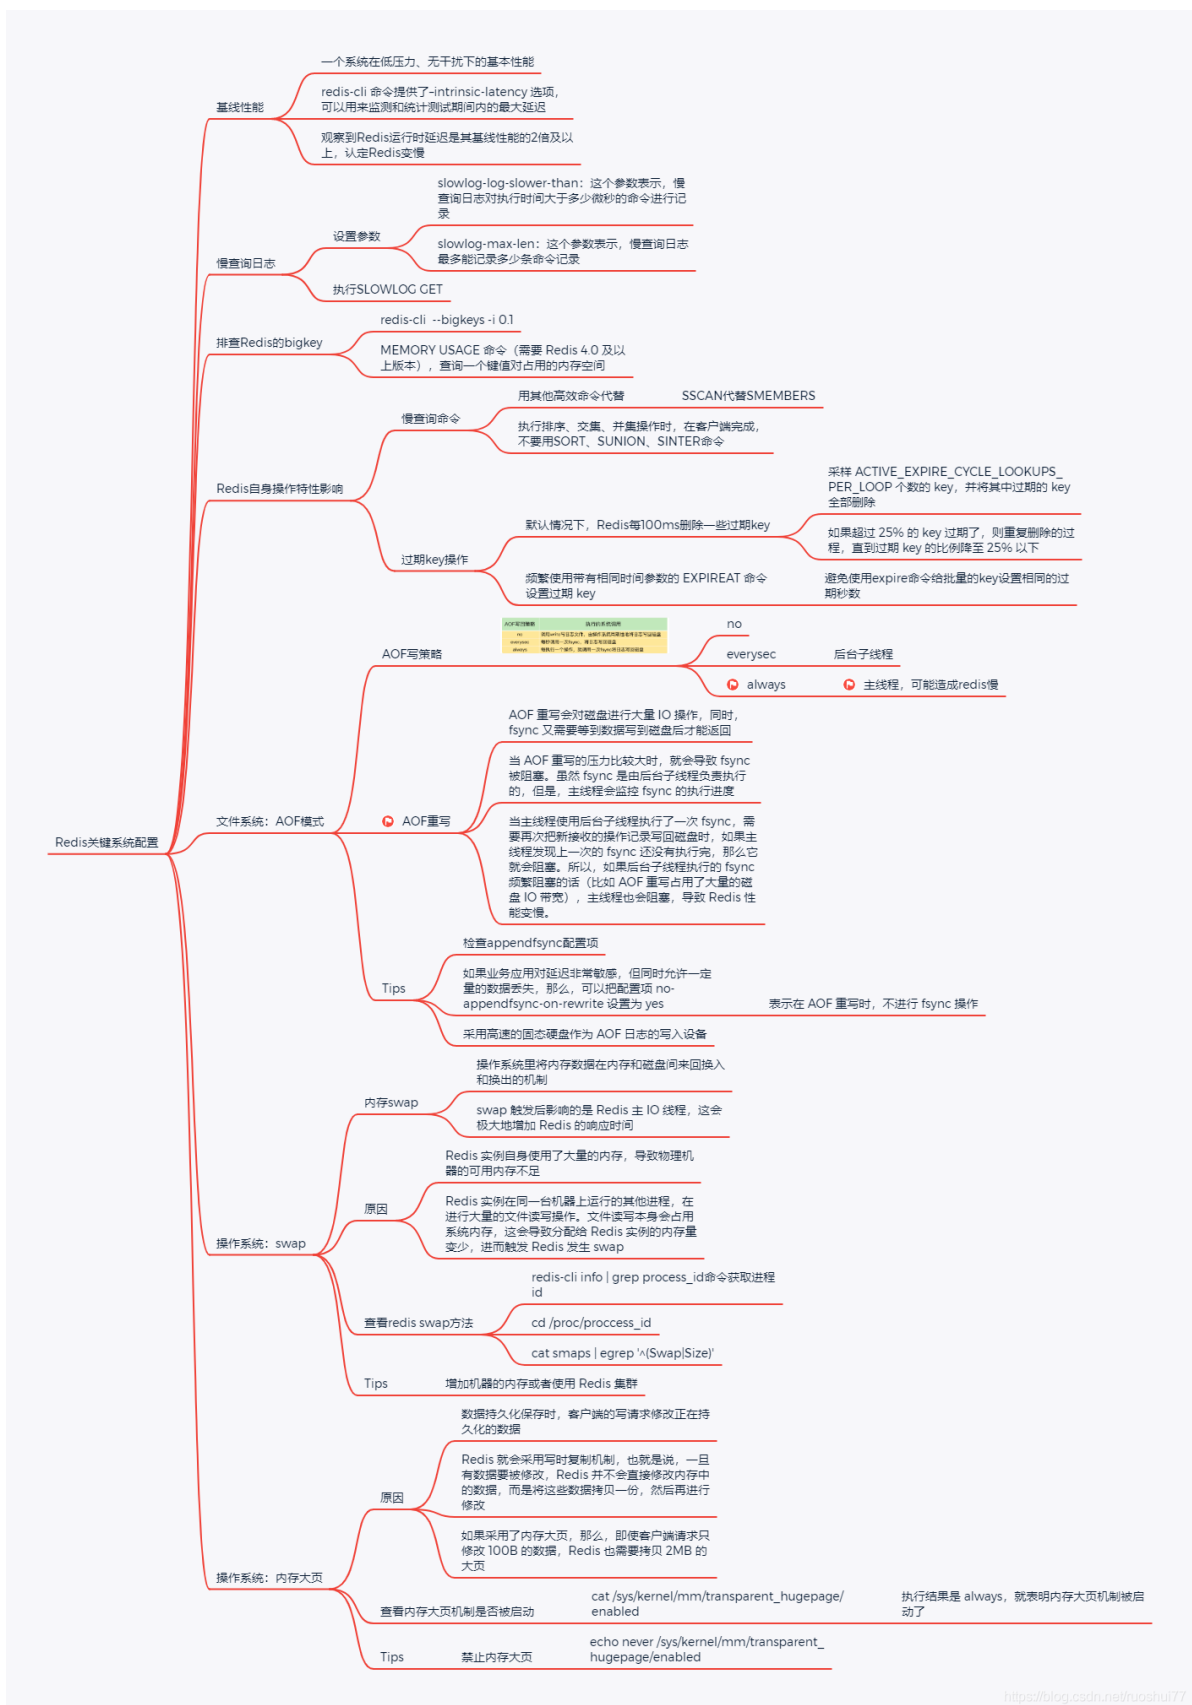 一个系统在低压力、无干扰下的基本性能
redis-cli 命令提供了–intrinsic-latency 选项，
可以用来监测和统计测试期间内的最大延迟
基线性能
观察到Redis运行时延迟是其基线性能的2倍及以
上，认定Redis变慢
slowlog-log-slower-than：这个参数表示，慢
查询日志对执行时间大于多少微秒的命令进行记
录
设置参数
slowlog-max-len：这个参数表示，慢查询日志
最多能记录多少条命令记录
慢查询日志
执行SLOWLOG GET
redis-cli --bigkeys -i 0.1
排查Redis的bigkey
MEMORY USAGE 命令（需要 Redis 4.0 及以
上版本），查询一个键值对占用的内存空间
用其他高效命令代替
SSCAN代替SMEMBERS
慢查询命令
执行排序、交集、并集操作时，在客户端完成，
不要用SORT、SUNION、SINTER命令
Redis自身操作特性影响
采样 ACTIVE_EXPIRE_CYCLE_LOOKUPS_
PER_LOOP 个数的 key，并将其中过期的 key
全部删除
默认情况下，Redis每100ms删除一些过期key
如果超过 25% 的 key 过期了，则重复删除的过
程，直到过期 key 的比例降至 25% 以下
过期key操作
频繁使用带有相同时间参数的 EXPIREAT 命令
设置过期 key
避免使用expire命令给批量的key设置相同的过
期秒数
AOF写策略
no
everysec
后台子线程
always
主线程，可能造成redis慢
AOF 重写会对磁盘进行大量 IO 操作，同时，
fsync 又需要等到数据写到磁盘后才能返回
当 AOF 重写的压力比较大时，就会导致 fsync
被阻塞。虽然 fsync 是由后台子线程负责执行
的，但是，主线程会监控 fsync 的执行进度
文件系统：AOF模式
AOF重写
当主线程使用后台子线程执行了一次 fsync，需
要再次把新接收的操作记录写回磁盘时，如果主
线程发现上一次的 fsync 还没有执行完，那么它
就会阻塞。所以，如果后台子线程执行的 fsync
频繁阻塞的话（比如 AOF 重写占用了大量的磁
盘 IO 带宽），主线程也会阻塞，导致 Redis 性
能变慢。
Redis关键系统配置
检查appendfsync配置项
Tips
如果业务应用对延迟非常敏感，但同时允许一定
量的数据丢失，那么，可以把配置项 no-
appendfsync-on-rewrite 设置为 yes
表示在 AOF 重写时，不进行 fsync 操作
采用高速的固态硬盘作为 AOF 日志的写入设备
操作系统里将内存数据在内存和磁盘间来回换入
和换出的机制
内存swap
swap 触发后影响的是 Redis 主 IO 线程，这会
极大地增加 Redis 的响应时间
Redis 实例自身使用了大量的内存，导致物理机
器的可用内存不足
原因
Redis 实例在同一台机器上运行的其他进程，在
进行大量的文件读写操作。文件读写本身会占用
系统内存，这会导致分配给 Redis 实例的内存量
变少，进而触发 Redis 发生 swap
操作系统：swap
redis-cli info | grep process_id命令获取进程
id
查看redis swap方法
cd /proc/proccess_id
cat smaps | egrep '^(Swap|Size)'
Tips
增加机器的内存或者使用 Redis 集群
数据持久化保存时，客户端的写请求修改正在持
久化的数据
Redis 就会采用写时复制机制，也就是说，一旦
有数据要被修改，Redis 并不会直接修改内存中
的数据，而是将这些数据拷贝一份，然后再进行
修改
原因
如果采用了内存大页，那么，即使客户端请求只
修改 100B 的数据，Redis 也需要拷贝 2MB 的
大页
操作系统：内存大页
查看内存大页机制是否被启动
cat /sys/kernel/mm/transparent_hugepage/
enabled
执行结果是 always，就表明内存大页机制被启
动了
Tips
禁止内存大页
echo never /sys/kernel/mm/transparent_
hugepage/enabled
https://blog.csdn.net/ruoshui77